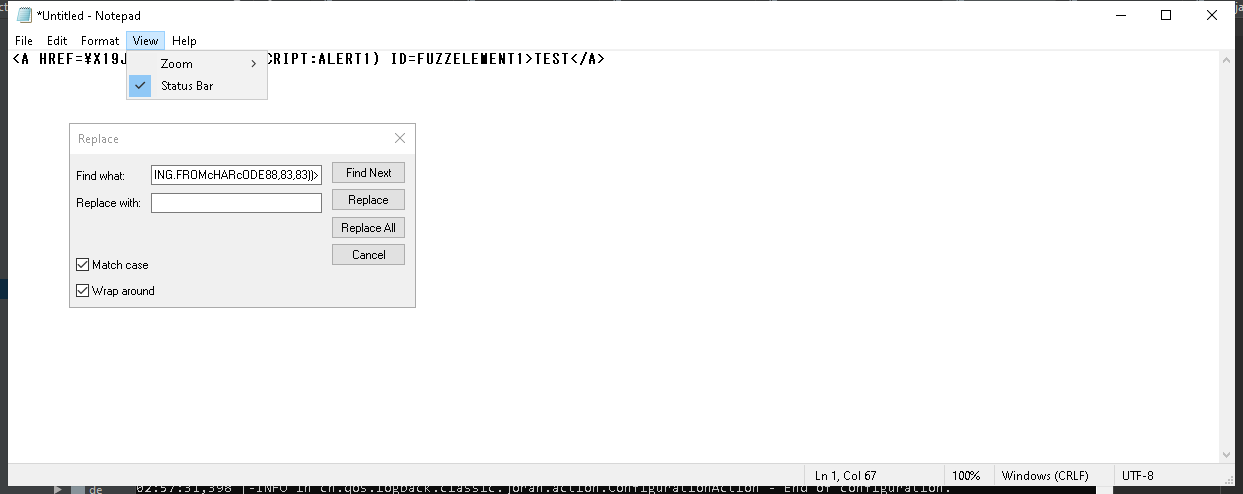 *Untitled - Notepad
File Edit Format View Help
<A HREF=¥X19J CRIPT:ALERT1) ID=FUZZELEMENT1>TEST</A>
Zoom
Status Bar
Replace
Find what: ING.FROMcHARcODE88,83,83))> Find Next
Replace with: Replace
Replace All
Cancel
Match case
Wrap around
Ln 1, Col 67 100% Windows (CRLF) UTF-8
de 02:57:31,398 |-INFO in ch.qos.logback.classic.joran.action.ConfigurationAction - End of configuration.